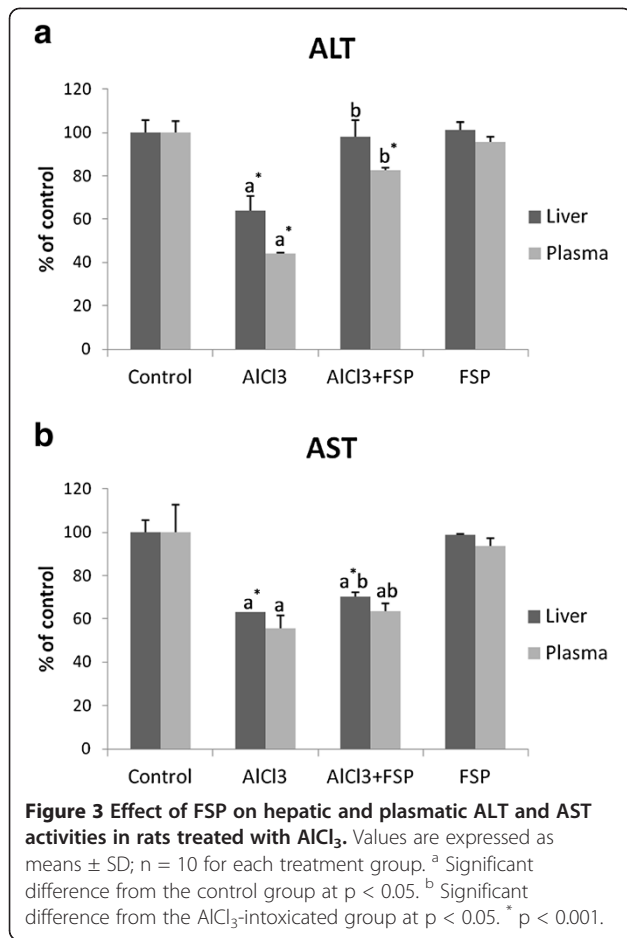 a
ALT
120
100
80
60
40
20
0
% of control
a*
a*
b
b*
Control AlCl3 AlCl3+FSP FSP
Liver
Plasma
b
AST
120
100
80
60
40
20
0
% of control
a*
a
a*b
ab
Control AlCl3 AlCl3+FSP FSP
Liver
Plasma
Figure 3 Effect of FSP on hepatic and plasmatic ALT and AST
activities in rats treated with AlCl₃. Values are expressed as
means ± SD; n = 10 for each treatment group. ᵃ Significant
difference from the control group at p < 0.05. ᵇ Significant
difference from the AlCl₃-intoxicated group at p < 0.05. * p < 0.001.